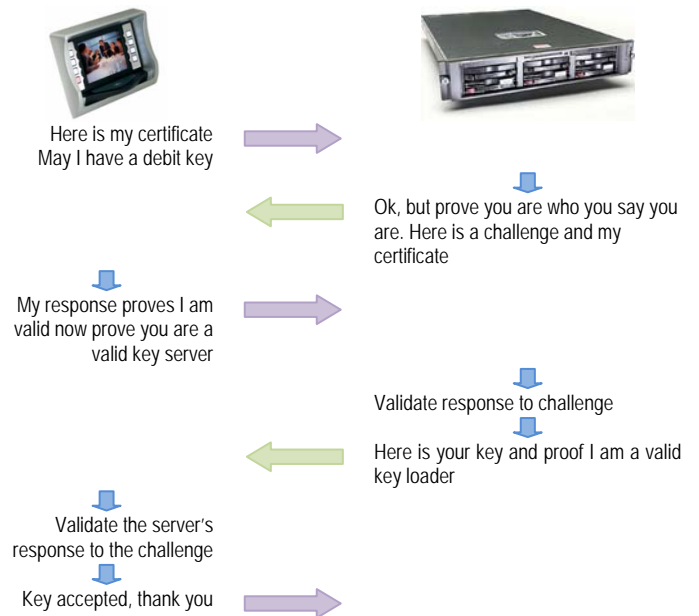 Here is my certificate
May I have a debit key
Ok, but prove you are who you say you
are. Here is a challenge and my
certificate
My response proves I am
valid now prove you are a
valid key server
Validate response to challenge
Here is your key and proof I am a valid
key loader
Validate the server's
response to the challenge
Key accepted, thank you